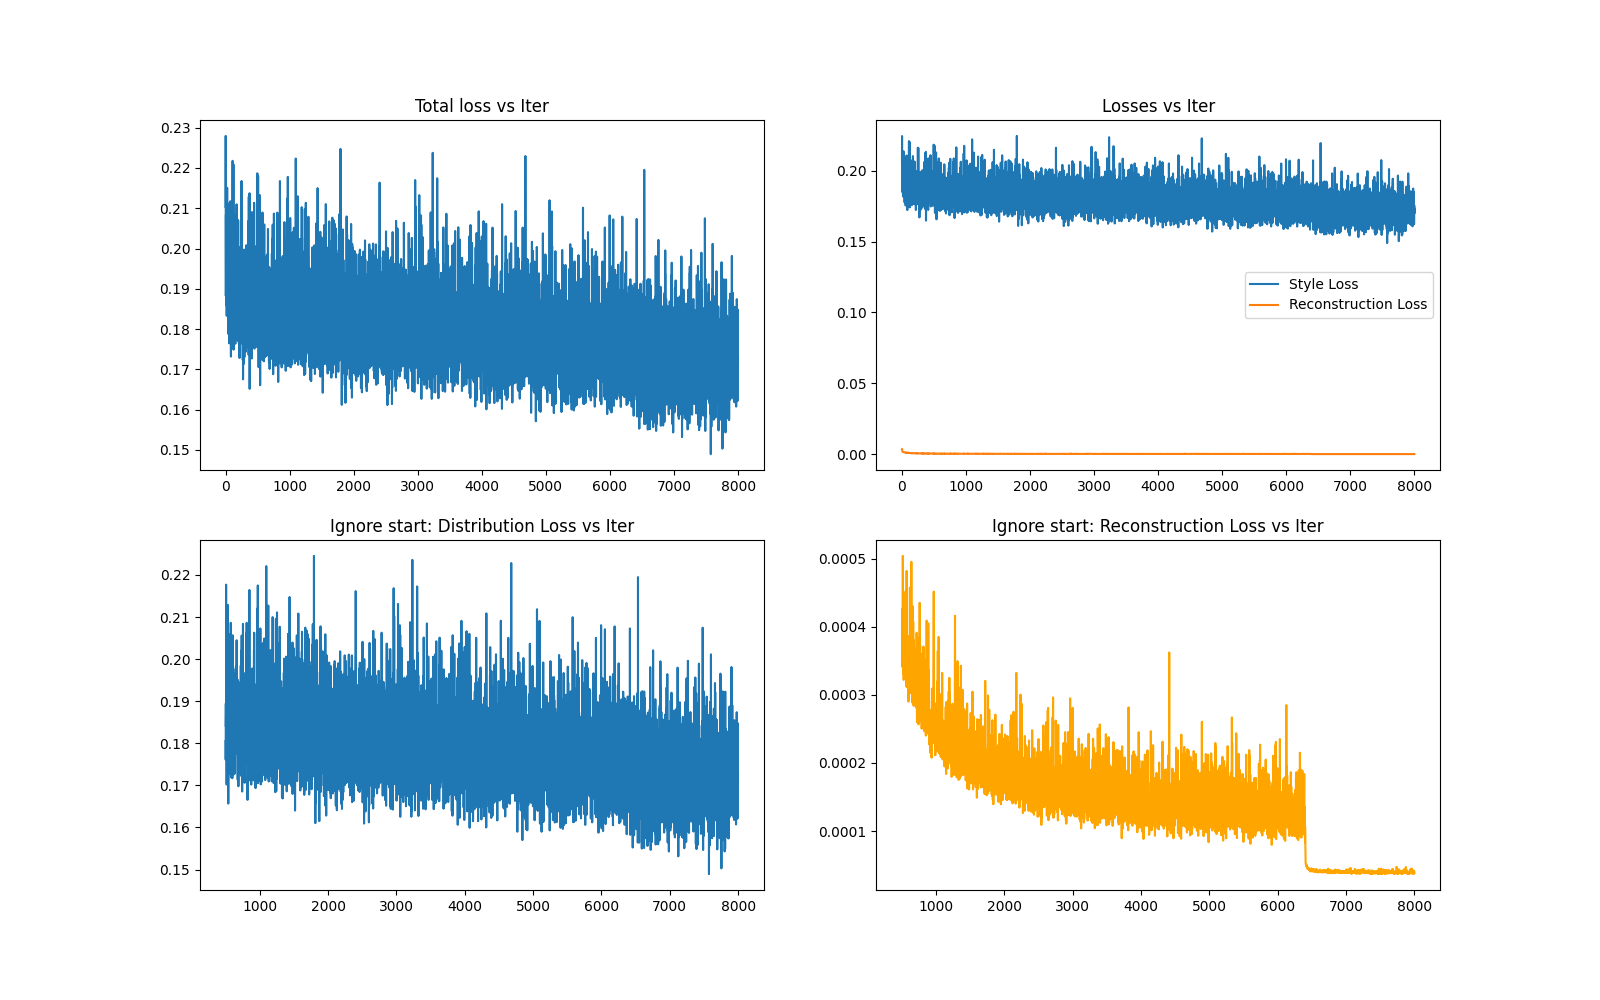 Total loss vs Iter
0.23
0.22
0.21
0.20
0.19
0.18
0.17
0.16
0.15
0 1000 2000 3000 4000 5000 6000 7000 8000
Losses vs Iter
0.20
0.15
0.10
0.05
0.00
Style Loss
Reconstruction Loss
0 1000 2000 3000 4000 5000 6000 7000 8000
Ignore start: Distribution Loss vs Iter
0.22
0.21
0.20
0.19
0.18
0.17
0.16
0.15
1000 2000 3000 4000 5000 6000 7000 8000
Ignore start: Reconstruction Loss vs Iter
0.0005
0.0004
0.0003
0.0002
0.0001
1000 2000 3000 4000 5000 6000 7000 8000